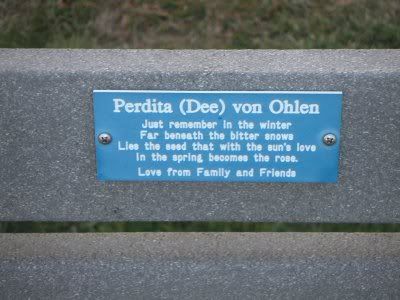 Perdita (Dee) von Ohlen
Just remember in the winter
Far beneath the bitter snows
Lies the seed that with the sun's love
In the spring becomes the rose.
Love from Family and Friends